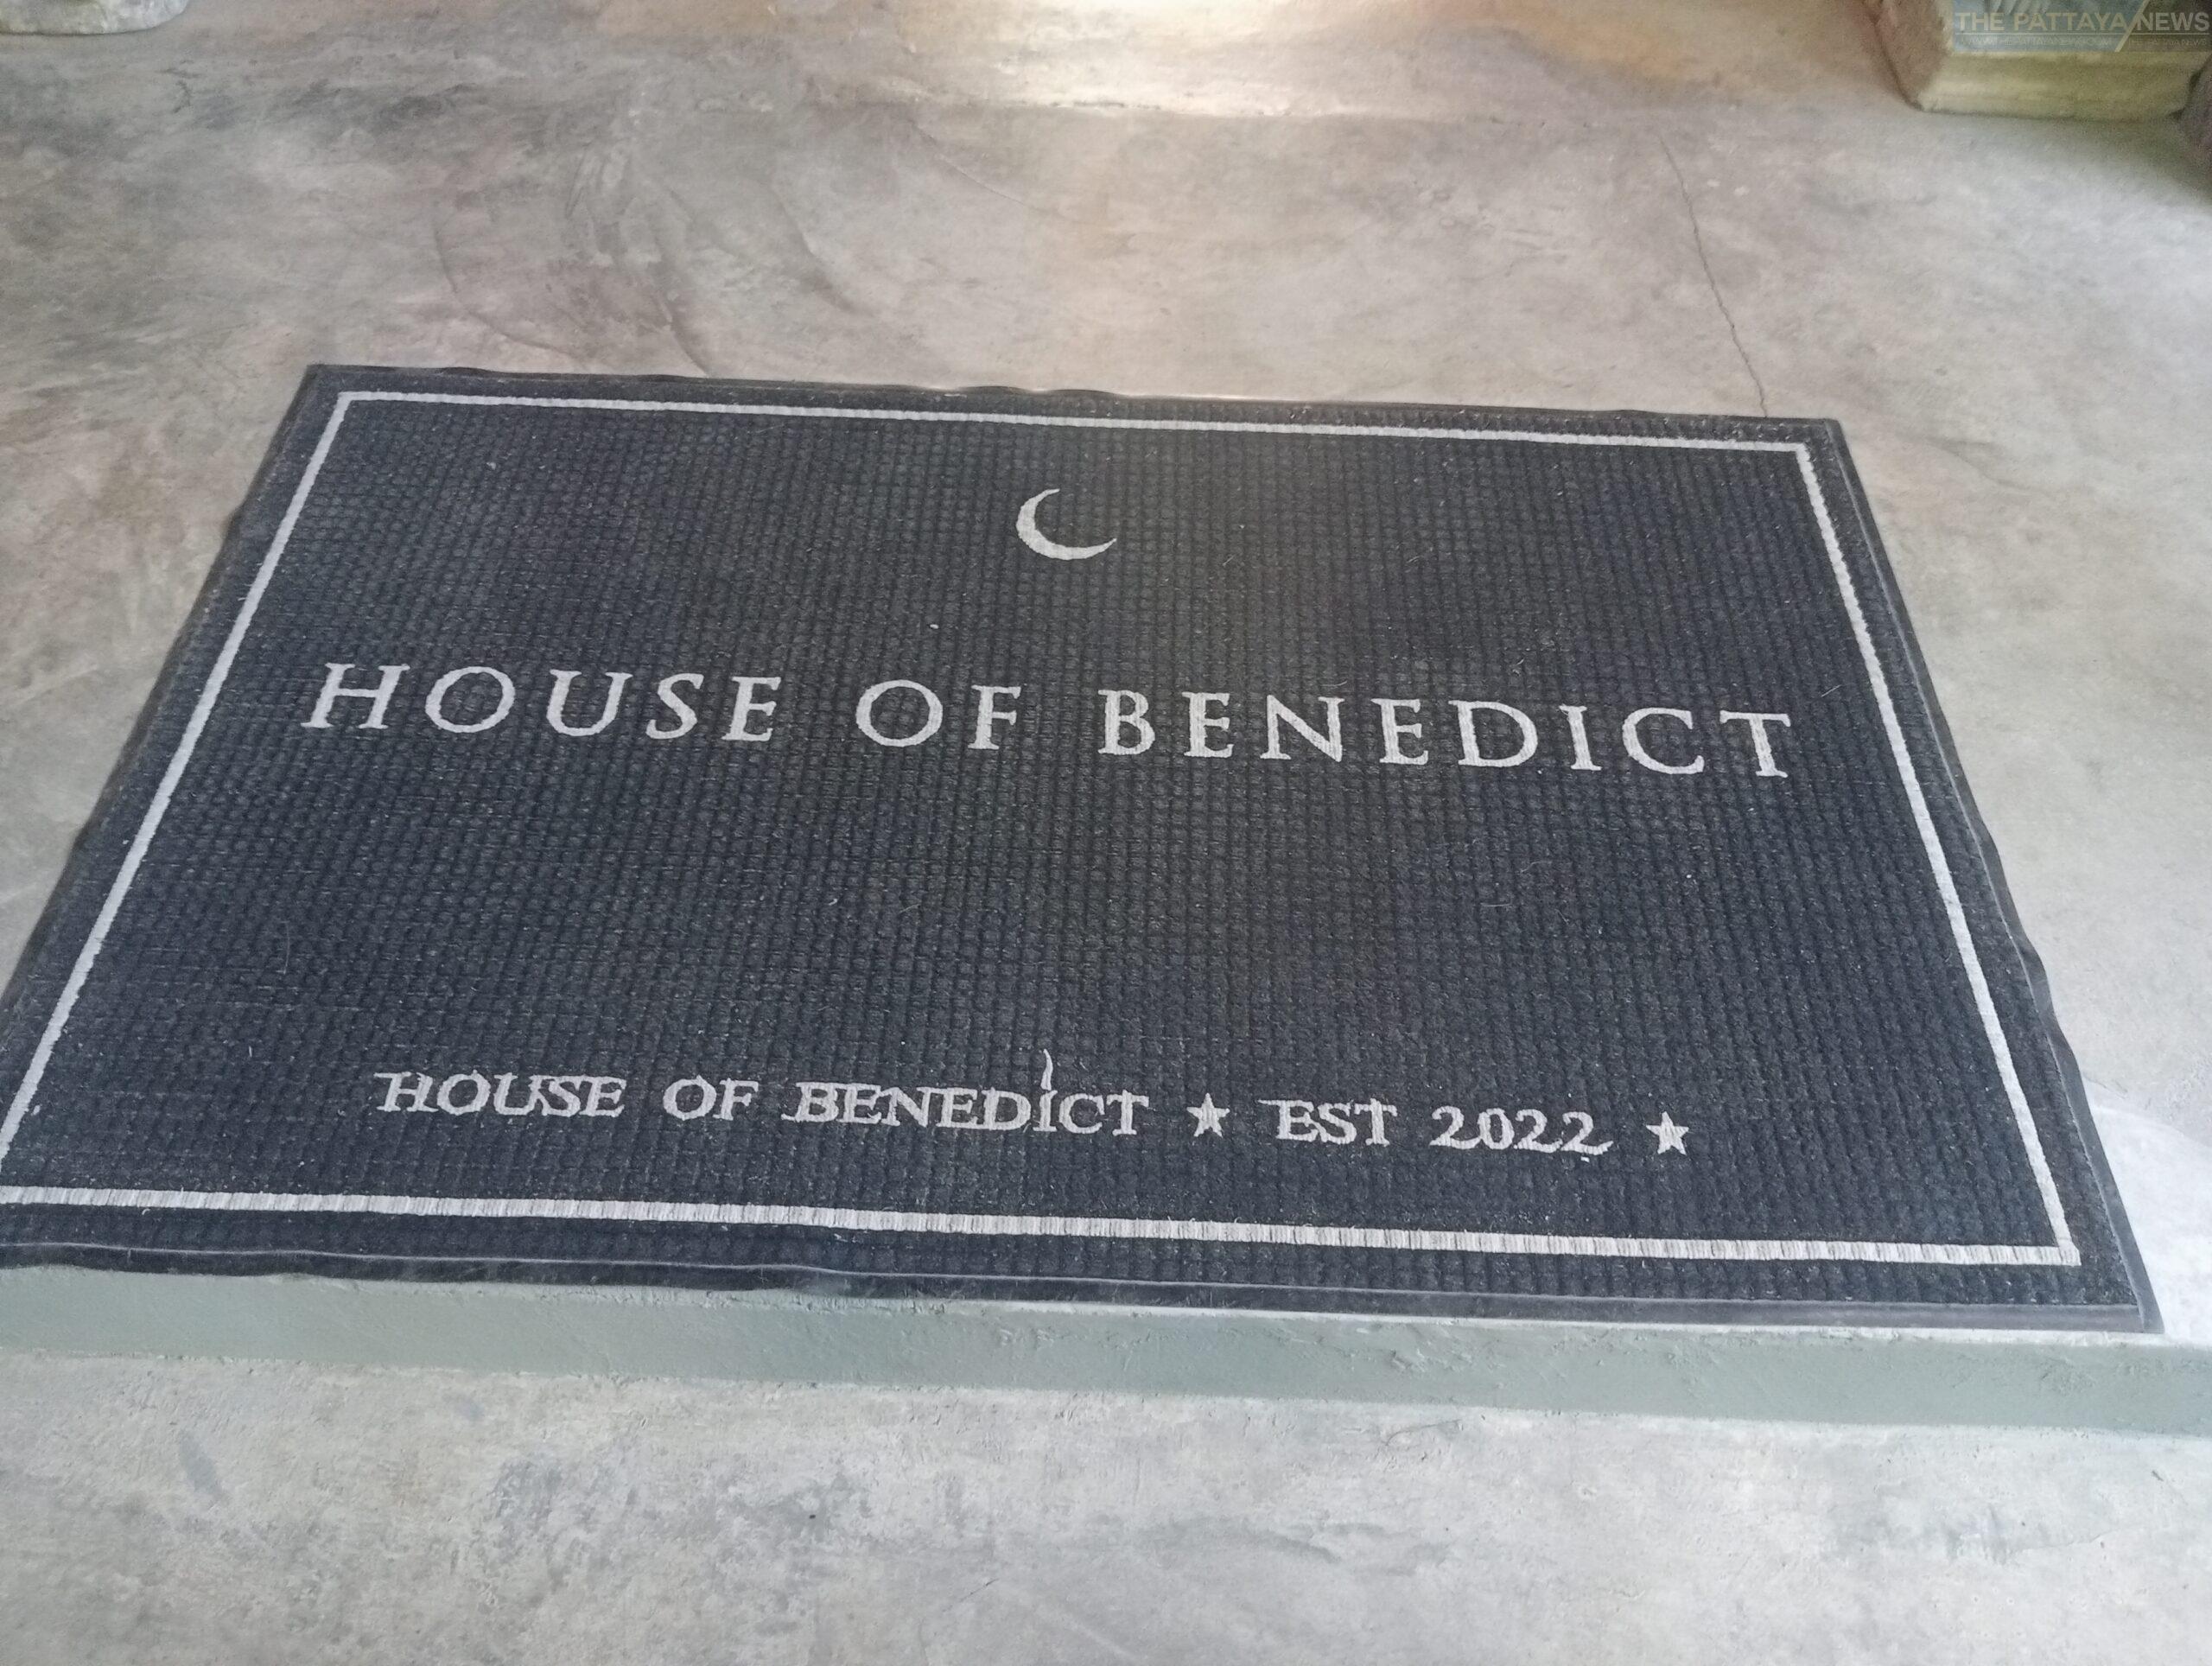 THE PATTAYA NEWS
HOUSE OF BENEDICT
HOUSE OF BENEDICT ★ EST 2022 ★